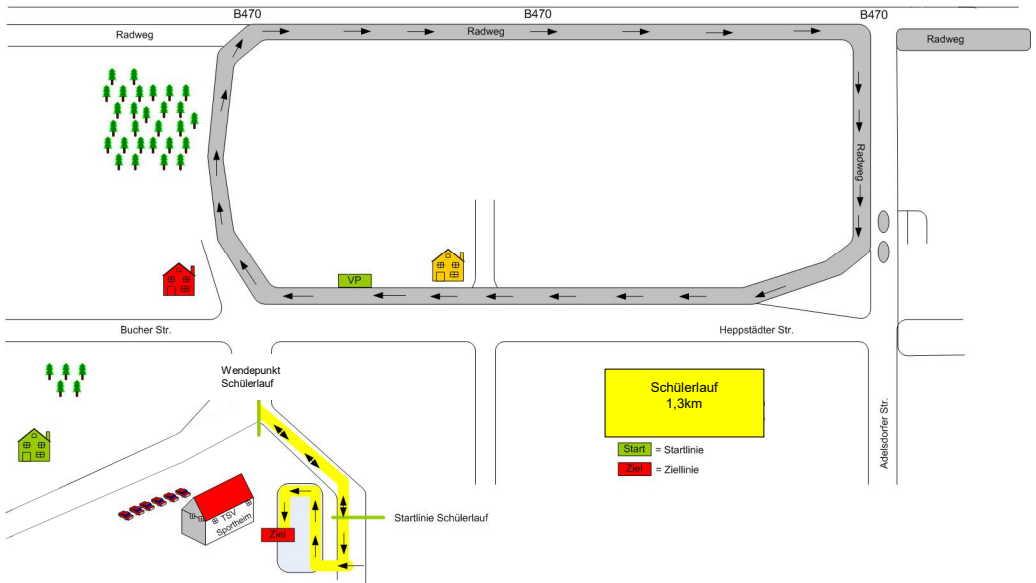 B470 B470 B470
Radweg Radweg Radweg
Radweg
VP
Bucher Str. Heppstädter Str.
Wendepunkt
Schülerlauf
Schülerlauf
1,3km
Adelsdorfer Str.
Start = Startlinie
Ziel = Ziellinie
TSV
Sportheim
Startlinie Schülerlauf
Ziel